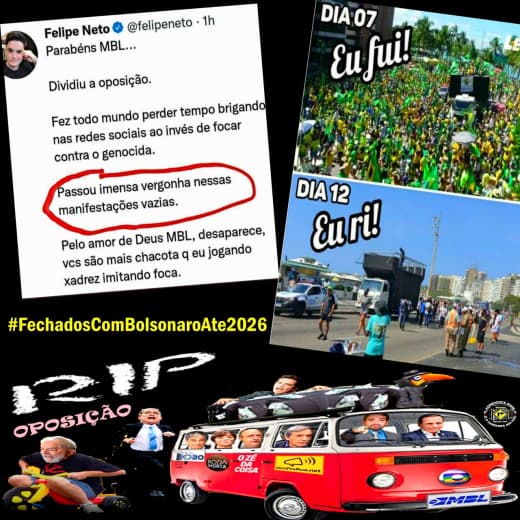 Felipe Neto @felipeneto · 1h
Parabéns MBL...
Dividiu a oposição.
Fez todo mundo perder tempo brigando
nas redes sociais ao invés de focar
contra o genocida.
Passou imensa vergonha nessas
manifestações vazias.
Pelo amor de Deus MBL, desaparece,
vcs são mais chacota q eu jogando
xadrez imitando foca.
DIA 07
Eu fui!
DIA 12
Eu ri!
#FechadosComBolsonaroAte2026
RIP
OPOSIÇÃO
O ZÉ
DA
COISA
MBL